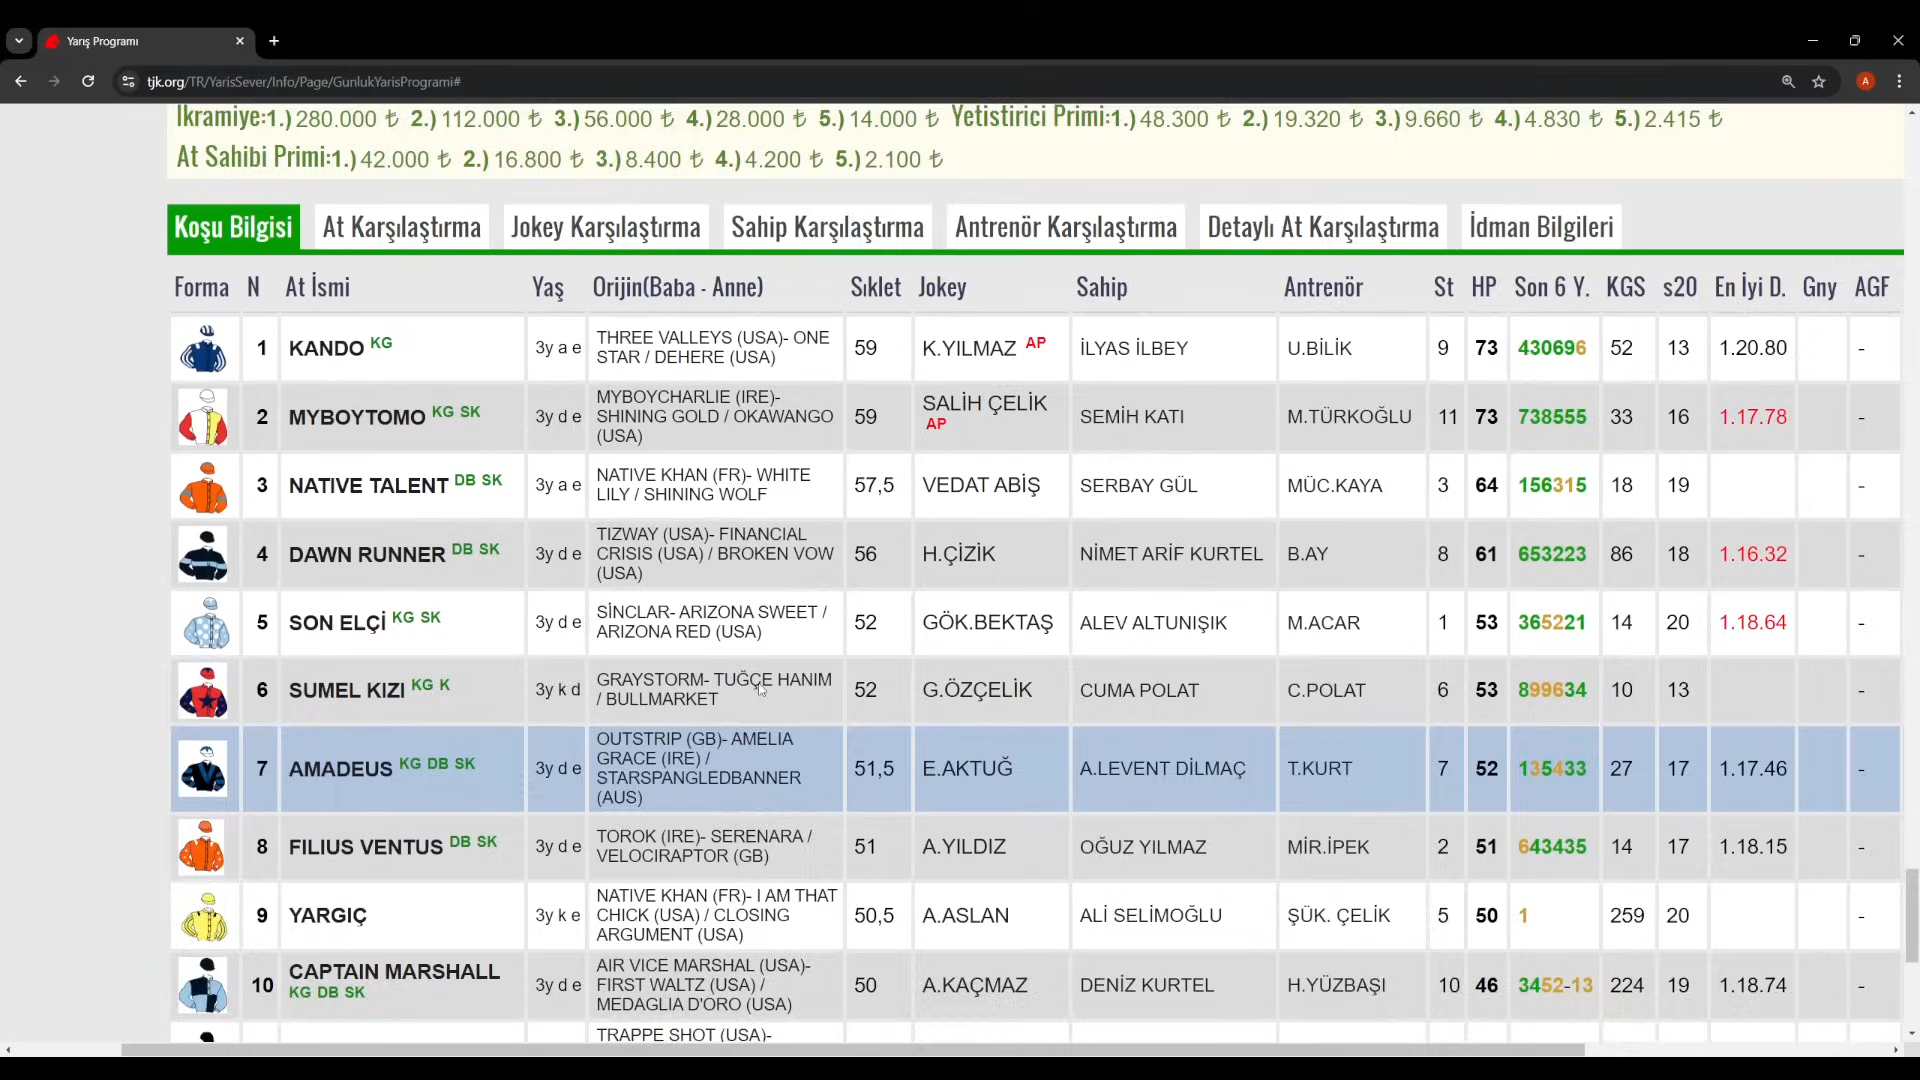 Yarış Programı
tjk.org/TR/YarisSever/Info/Page/GunlukYarisProgrami#
A
İkramiye:1.) 280.000 ₺ 2.) 112.000 ₺ 3.) 56.000 ₺ 4.) 28.000 ₺ 5.) 14.000 ₺ Yetistirici Primi:1.) 48.300 ₺ 2.) 19.320 ₺ 3.) 9.660 ₺ 4.) 4.830 ₺ 5.) 2.415 ₺
At Sahibi Primi:1.) 42.000 ₺ 2.) 16.800 ₺ 3.) 8.400 ₺ 4.) 4.200 ₺ 5.) 2.100 ₺
Koşu Bilgisi At Karşılaştırma Jokey Karşılaştırma Sahip Karşılaştırma Antrenör Karşılaştırma Detaylı At Karşılaştırma İdman Bilgileri
Forma N At İsmi Yaş Orijin(Baba - Anne) Sıklet Jokey Sahip Antrenör St HP Son 6 Y. KGS s20 En İyi D. Gny AGF
1 KANDO KG 3y a e THREE VALLEYS (USA)- ONE STAR / DEHERE (USA) 59 K.YILMAZ AP İLYAS İLBEY U.BİLİK 9 73 430696 52 13 1.20.80 -
2 MYBOYTOMO KG SK 3y d e MYBOYCHARLIE (IRE)- SHINING GOLD / OKAWANGO (USA) 59 SALİH ÇELİK AP SEMİH KATI M.TÜRKOĞLU 11 73 738555 33 16 1.17.78 -
3 NATIVE TALENT DB SK 3y a e NATIVE KHAN (FR)- WHITE LILY / SHINING WOLF 57,5 VEDAT ABİŞ SERBAY GÜL MÜC.KAYA 3 64 156315 18 19 -
4 DAWN RUNNER DB SK 3y d e TIZWAY (USA)- FINANCIAL CRISIS (USA) / BROKEN VOW (USA) 56 H.ÇİZİK NİMET ARİF KURTEL B.AY 8 61 653223 86 18 1.16.32 -
5 SON ELÇİ KG SK 3y d e SİNCLAR- ARIZONA SWEET / ARIZONA RED (USA) 52 GÖK.BEKTAŞ ALEV ALTUNIŞIK M.ACAR 1 53 365221 14 20 1.18.64 -
6 SUMEL KIZI KG K 3y k d GRAYSTORM- TUĞÇE HANIM / BULLMARKET 52 G.ÖZÇELİK CUMA POLAT C.POLAT 6 53 899634 10 13 -
7 AMADEUS KG DB SK 3y d e OUTSTRIP (GB)- AMELIA GRACE (IRE) / STARSPANGLEDBANNER (AUS) 51,5 E.AKTUĞ A.LEVENT DİLMAÇ T.KURT 7 52 135433 27 17 1.17.46 -
8 FILIUS VENTUS DB SK 3y d e TOROK (IRE)- SERENARA / VELOCIRAPTOR (GB) 51 A.YILDIZ OĞUZ YILMAZ MİR.İPEK 2 51 643435 14 17 1.18.15 -
9 YARGIÇ 3y k e NATIVE KHAN (FR)- I AM THAT CHICK (USA) / CLOSING ARGUMENT (USA) 50,5 A.ASLAN ALİ SELİMOĞLU ŞÜK. ÇELİK 5 50 1 259 20 -
10 CAPTAIN MARSHALL KG DB SK 3y d e AIR VICE MARSHAL (USA)- FIRST WALTZ (USA) / MEDAGLIA D'ORO (USA) 50 A.KAÇMAZ DENİZ KURTEL H.YÜZBAŞI 10 46 3452-13 224 19 1.18.74 -
TRAPPE SHOT (USA)-